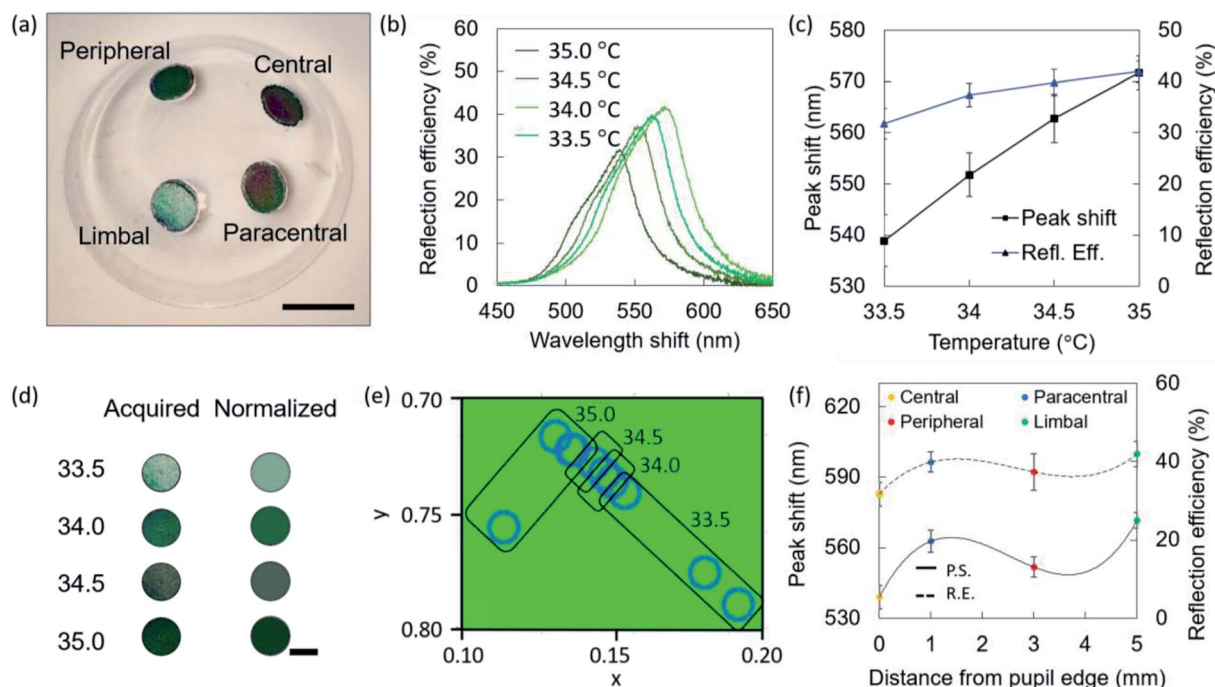 (a)
Peripheral
Central
Limbal
Paracentral
(b)
Reflection efficiency (%)
60
50
40
30
20
10
0
35.0 °C
34.5 °C
34.0 °C
33.5 °C
450 500 550 600 650
Wavelength shift (nm)
(c)
Peak shift (nm)
580
570
560
550
540
530
Peak shift
Refl. Eff.
50
40
30
20
10
0
Reflection efficiency (%)
33.5 34 34.5 35
Temperature (°C)
(d)
Acquired Normalized
33.5
34.0
34.5
35.0
(e)
y
0.70
0.75
0.80
35.0
34.5
34.0
33.5
0.10 0.15 0.20
x
(f)
Peak shift (nm)
620
590
560
530
Central Paracentral
Peripheral Limbal
P.S.
R.E.
60
40
20
0
Reflection efficiency (%)
0 1 2 3 4 5
Distance from pupil edge (mm)